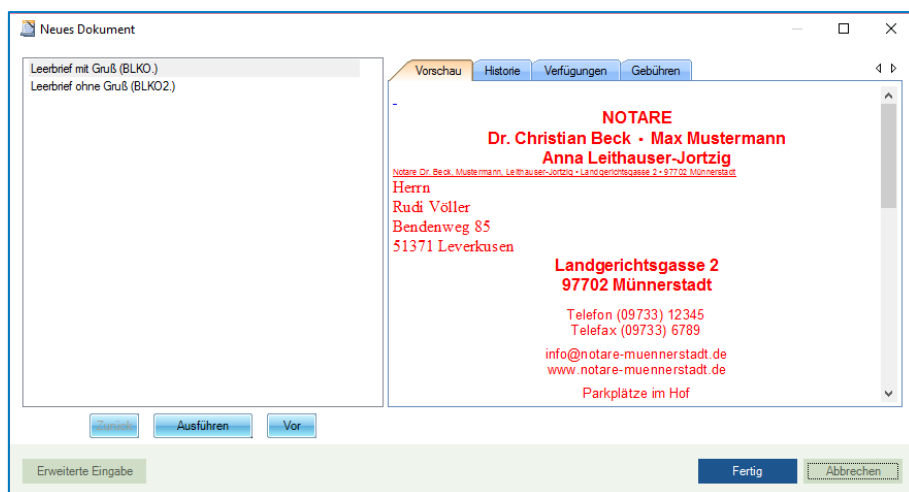 Neues Dokument
Leerbrief mit Gruß (BLKO.)
Leerbrief ohne Gruß (BLKO2.)
Vorschau Historie Verfügungen Gebühren
NOTARE
Dr. Christian Beck - Max Mustermann
Anna Leithauser-Jortzig
Notare Dr. Beck, Mustermann, Leithauser-Jortzig • Landgerichtsgasse 2 • 97702 Münnerstadt
Herrn
Rudi Völler
Bendenweg 85
51371 Leverkusen
Landgerichtsgasse 2
97702 Münnerstadt
Telefon (09733) 12345
Telefax (09733) 6789
info@notare-muennerstadt.de
www.notare-muennerstadt.de
Parkplätze im Hof
Zurück Ausführen Vor
Erweiterte Eingabe Fertig Abbrechen